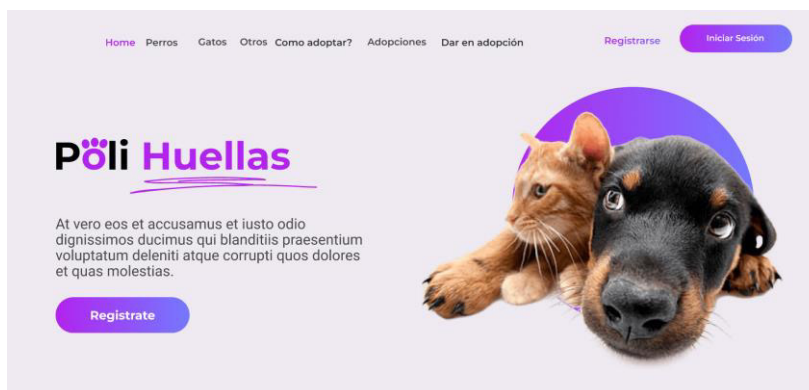 Home Perros Gatos Otros Como adoptar? Adopciones Dar en adopción Registrarse Iniciar Sesión
Poli Huellas
At vero eos et accusamus et iusto odio
dignissimos ducimus qui blanditiis praesentium
voluptatum deleniti atque corrupti quos dolores
et quas molestias.
Registrate